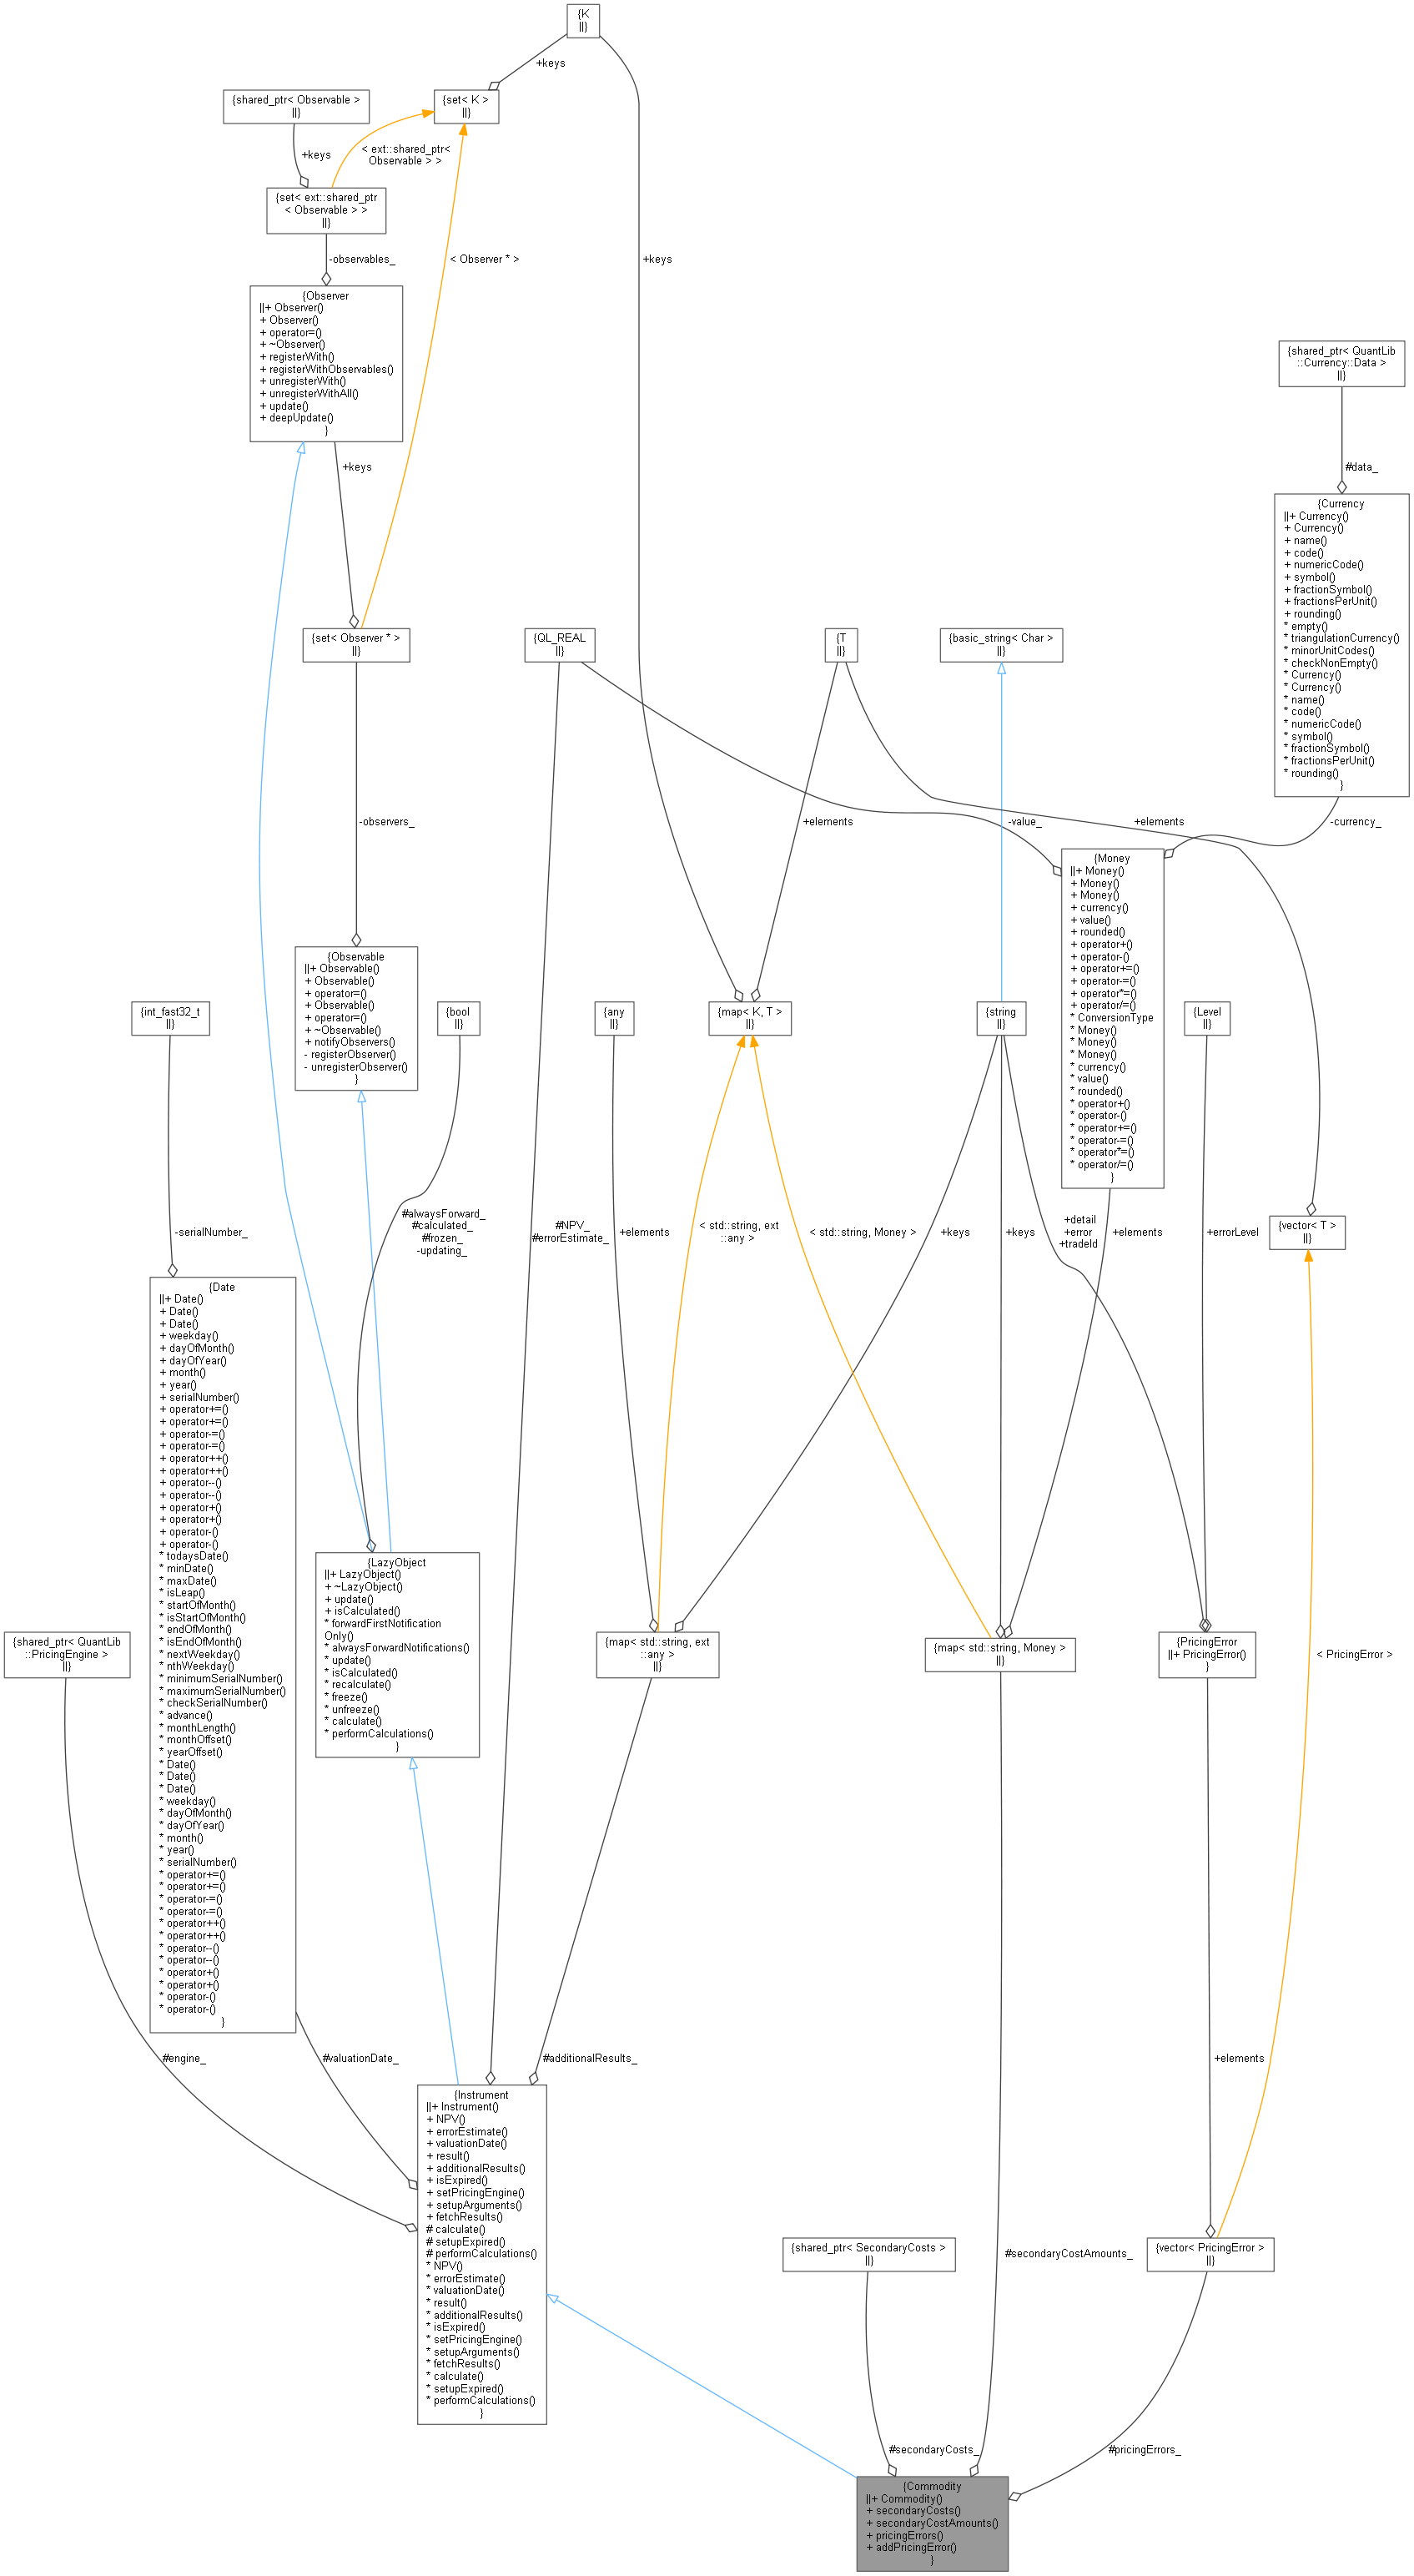 {K
||}
+keys
{shared_ptr< Observable >
||}
{set< K >
||}
+keys
< ext::shared_ptr<
Observable > >
{set< ext::shared_ptr
< Observable > >
||}
-observables_
< Observer * >
+keys
{Observer
||+ Observer()
+ Observer()
+ operator=()
+ ~Observer()
+ registerWith()
+ registerWithObservables()
+ unregisterWith()
+ unregisterWithAll()
+ update()
+ deepUpdate()
}
{shared_ptr< QuantLib
::Currency::Data >
||}
+keys
#data_
{Currency
||+ Currency()
+ Currency()
+ name()
+ code()
+ numericCode()
+ symbol()
+ fractionSymbol()
+ fractionsPerUnit()
+ rounding()
* empty()
* triangulationCurrency()
* minorUnitCodes()
* checkNonEmpty()
* Currency()
* Currency()
* name()
* code()
* numericCode()
* symbol()
* fractionSymbol()
* fractionsPerUnit()
* rounding()
}
{set< Observer * >
||}
{QL_REAL
||}
{T
||}
{basic_string< Char >
||}
-observers_
+elements
-value_
+elements
-currency_
{Money
||+ Money()
+ Money()
+ Money()
+ currency()
+ value()
+ rounded()
+ operator+()
+ operator-()
+ operator+=()
+ operator-=()
+ operator*=()
+ operator/=()
* ConversionType
* Money()
* Money()
* Money()
* currency()
* value()
* rounded()
* operator+()
* operator-()
* operator+=()
* operator-=()
* operator*=()
* operator/=()
}
{Observable
||+ Observable()
+ Observable()
+ operator=()
+ Observable()
+ operator=()
+ ~Observable()
+ notifyObservers()
- registerObserver()
- unregisterObserver()
}
{int_fast32_t
||}
{bool
||}
{any
||}
{map< K, T >
||}
{string
||}
{Level
||}
-serialNumber_
#alwaysForward_
#calculated_
#frozen_
-updating_
#NPV_
#errorEstimate_
+elements
< std::string, ext
::any >
< std::string, Money >
+keys
+keys
+detail
+error
+tradeId
+elements
+errorLevel
{vector< T >
||}
{Date
||+ Date()
+ Date()
+ Date()
+ weekday()
+ dayOfMonth()
+ dayOfYear()
+ month()
+ year()
+ serialNumber()
+ operator+=()
+ operator+=()
+ operator-=()
+ operator-=()
+ operator++()
+ operator++()
+ operator--()
+ operator--()
+ operator+()
+ operator+()
+ operator-()
+ operator-()
* todaysDate()
* minDate()
* maxDate()
* isLeap()
* startOfMonth()
* isStartOfMonth()
* endOfMonth()
* isEndOfMonth()
* nextWeekday()
* nthWeekday()
* minimumSerialNumber()
* maximumSerialNumber()
* checkSerialNumber()
* advance()
* monthLength()
* monthOffset()
* yearOffset()
* Date()
* Date()
* Date()
* weekday()
* dayOfMonth()
* dayOfYear()
* month()
* year()
* serialNumber()
* operator+=()
* operator+=()
* operator-=()
* operator-=()
* operator++()
* operator++()
* operator--()
* operator--()
* operator+()
* operator+()
* operator-()
* operator-()
}
{LazyObject
||+ LazyObject()
+ ~LazyObject()
+ update()
+ isCalculated()
* forwardFirstNotification
Only()
* alwaysForwardNotifications()
* update()
* isCalculated()
* recalculate()
* freeze()
* unfreeze()
* calculate()
* performCalculations()
}
{shared_ptr< QuantLib
::PricingEngine >
||}
{map< std::string, ext
::any >
||}
{map< std::string, Money >
||}
{PricingError
||+ PricingError()
}
< PricingError >
#engine_
#valuationDate_
#additionalResults_
+elements
{Instrument
||+ Instrument()
+ NPV()
+ errorEstimate()
+ valuationDate()
+ result()
+ additionalResults()
+ isExpired()
+ setPricingEngine()
+ setupArguments()
+ fetchResults()
# calculate()
# setupExpired()
# performCalculations()
* NPV()
* errorEstimate()
* valuationDate()
* result()
* additionalResults()
* isExpired()
* setPricingEngine()
* setupArguments()
* fetchResults()
* calculate()
* setupExpired()
* performCalculations()
}
{shared_ptr< SecondaryCosts >
||}
#secondaryCostAmounts_
{vector< PricingError >
||}
#secondaryCosts_
#pricingErrors_
{Commodity
||+ Commodity()
+ secondaryCosts()
+ secondaryCostAmounts()
+ pricingErrors()
+ addPricingError()
}